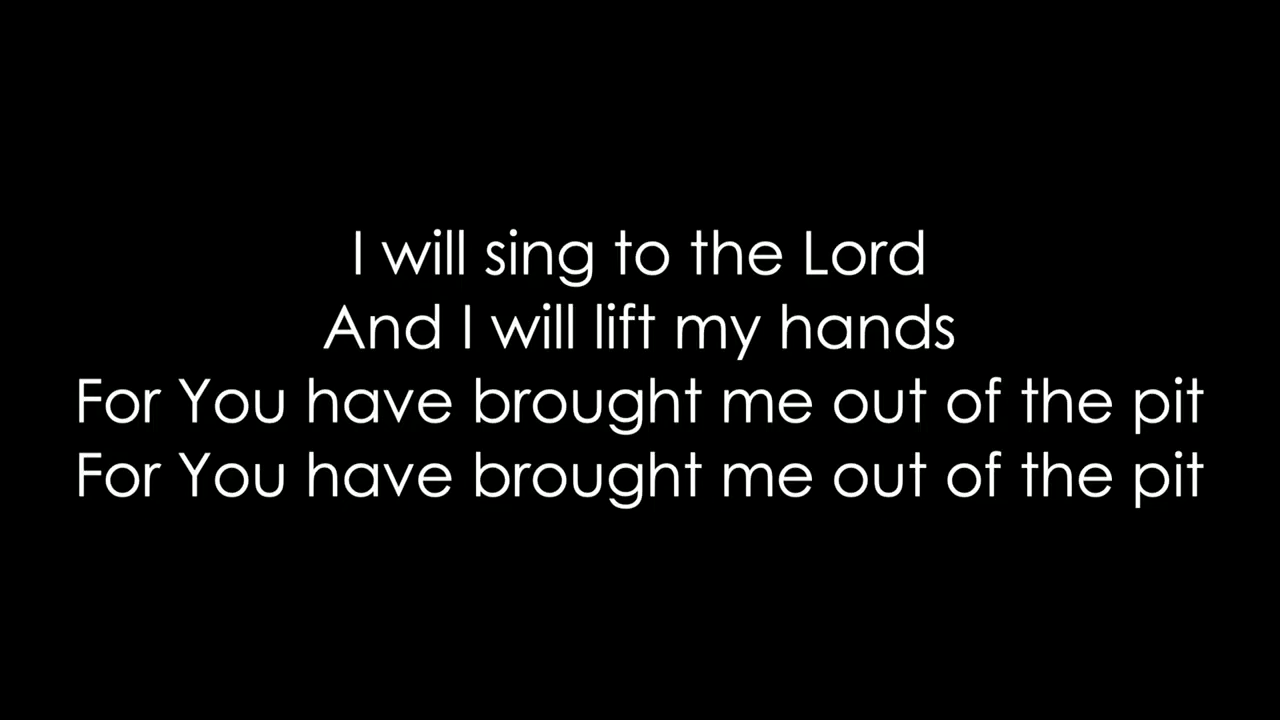 I will sing to the Lord
And I will lift my hands
For You have brought me out of the pit
For You have brought me out of the pit